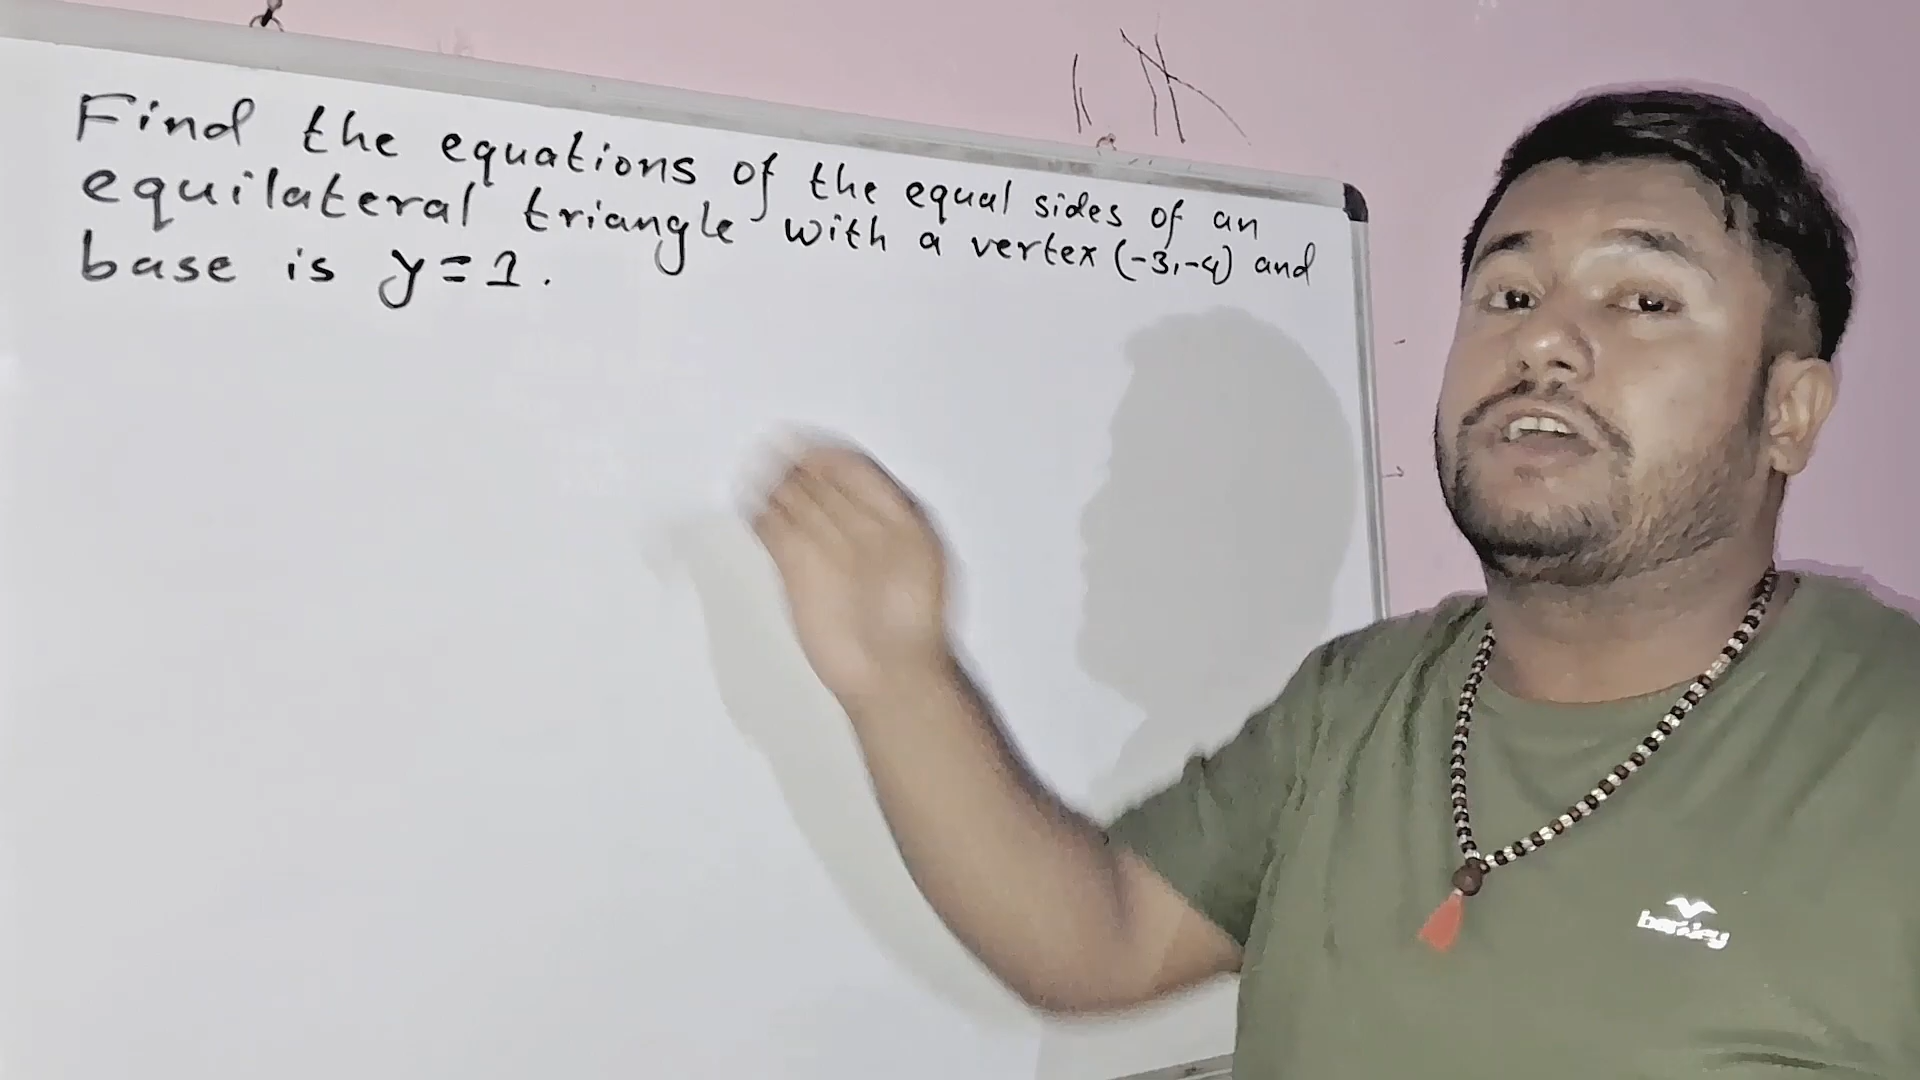 Find the equations of the equal sides of an
equilateral triangle with a vertex (-3,-4) and
base is y=1.